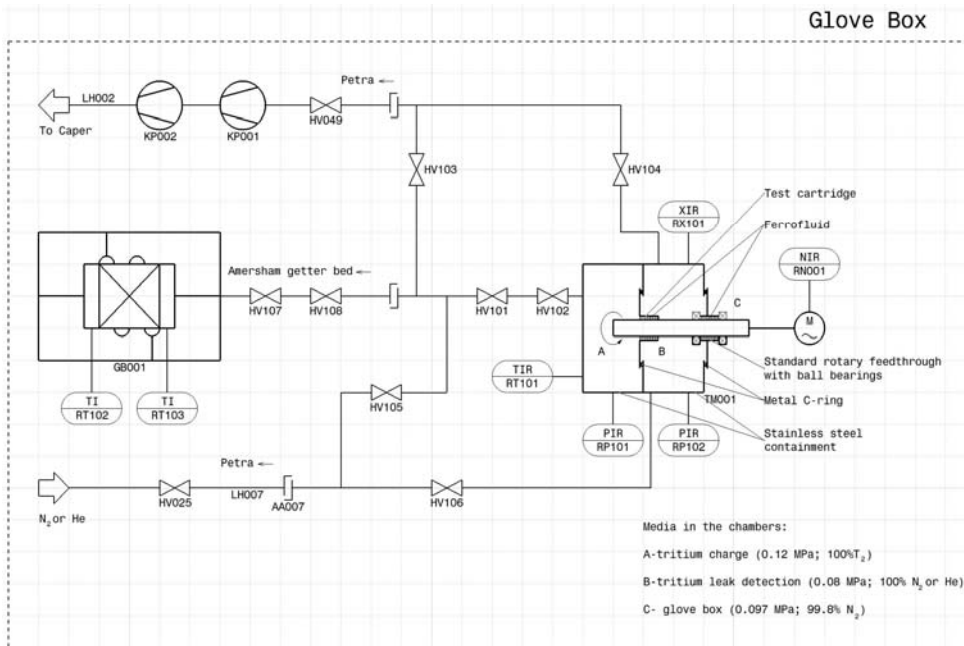 Glove Box
Petra ←
LH002
To Caper
KP002
KP001
HV049
HV103
HV104
Test cartridge
XIR
RX101
Ferrofluid
NIR
RN001
Amersham getter bed ←
HV107
HV108
HV101
HV102
C
M
A
B
Standard rotary feedthrough
with ball bearings
GB001
TIR
RT101
TI
RT102
TI
RT103
HV105
Metal C-ring
TM001
PIR
RP101
PIR
RP102
Stainless steel
containment
Petra ←
LH007
N₂ or He
HV025
AA007
HV106
Media in the chambers:
A-tritium charge (0.12 MPa; 100%T₂)
B-tritium leak detection (0.08 MPa; 100% N₂ or He)
C- glove box (0.097 MPa; 99.8% N₂)